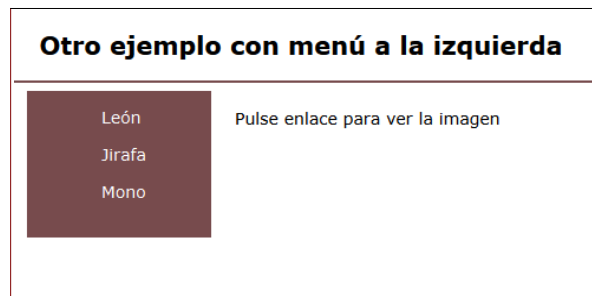 Otro ejemplo con menú a la izquierda
León
Pulse enlace para ver la imagen
Jirafa
Mono